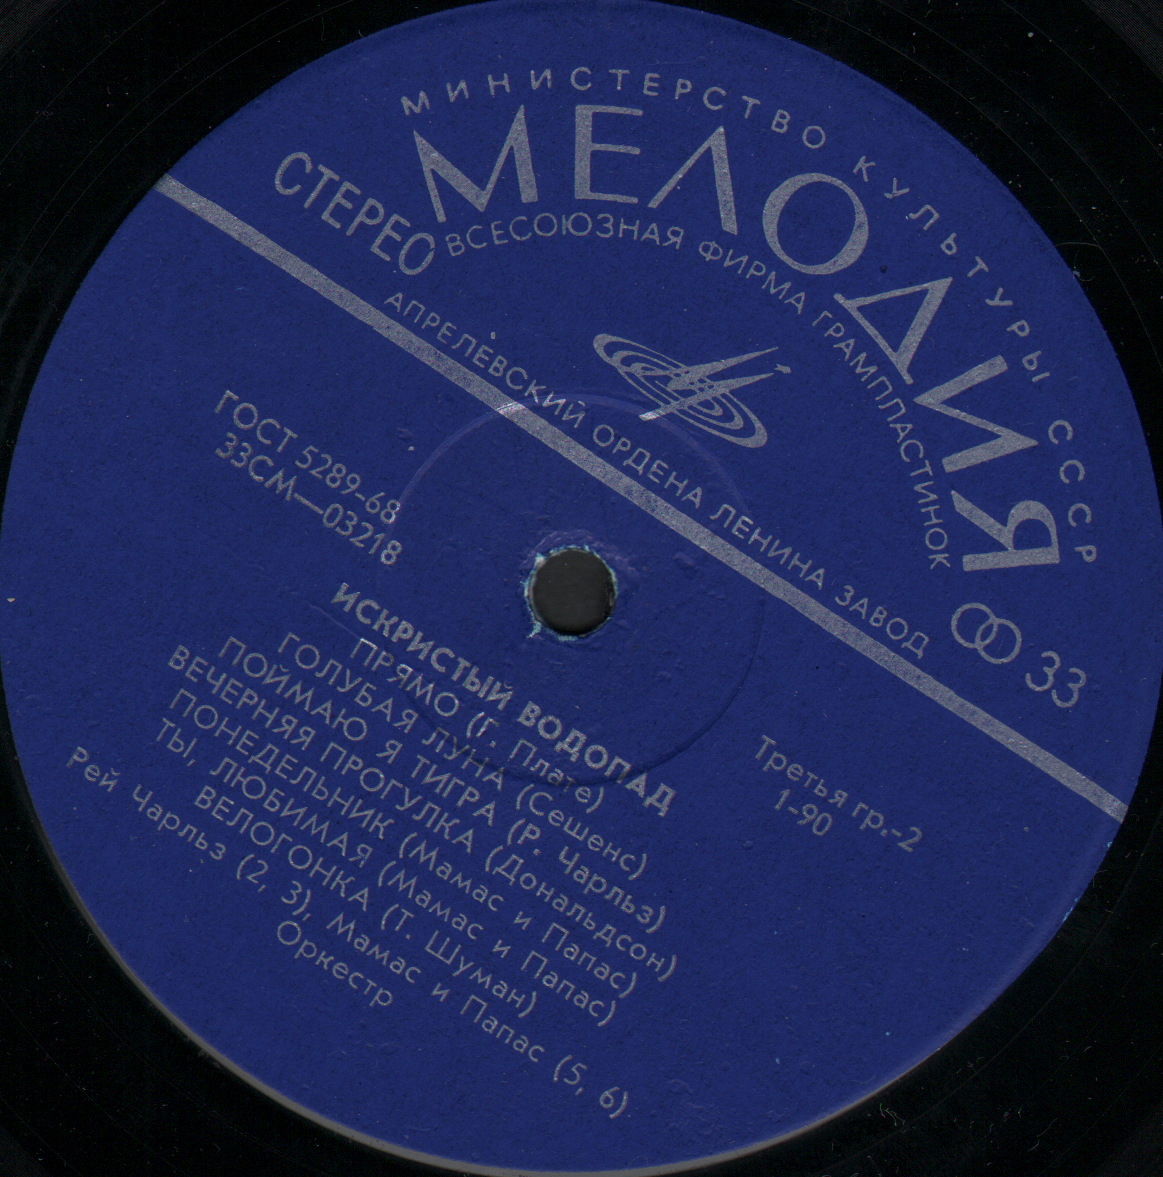 МИНИСТЕРСТВО КУЛЬТУРЫ СССР
МЕЛОДИЯ
ВСЕСОЮЗНАЯ ФИРМА ГРАМПЛАСТИНОК
СТЕРЕО
АПРЕЛЕВСКИЙ ОРДЕНА ЛЕНИНА ЗАВОД
33
ГОСТ 5289-68
33СМ—03218
Третья гр.-2
1-90
ИСКРИСТЫЙ ВОДОПАД
ПРЯМО (Г. Плате)
ГОЛУБАЯ ЛУНА (Сешенс)
ПОЙМАЮ Я ТИГРА (Р. Чарльз)
ВЕЧЕРНЯЯ ПРОГУЛКА (Дональдсон)
ПОНЕДЕЛЬНИК (Мамас и Папас)
ТЫ, ЛЮБИМАЯ (Мамас и Папас)
ВЕЛОГОНКА (Т. Шуман)
Рей Чарльз (2, 3), Мамас и Папас (5, 6)
Оркестр